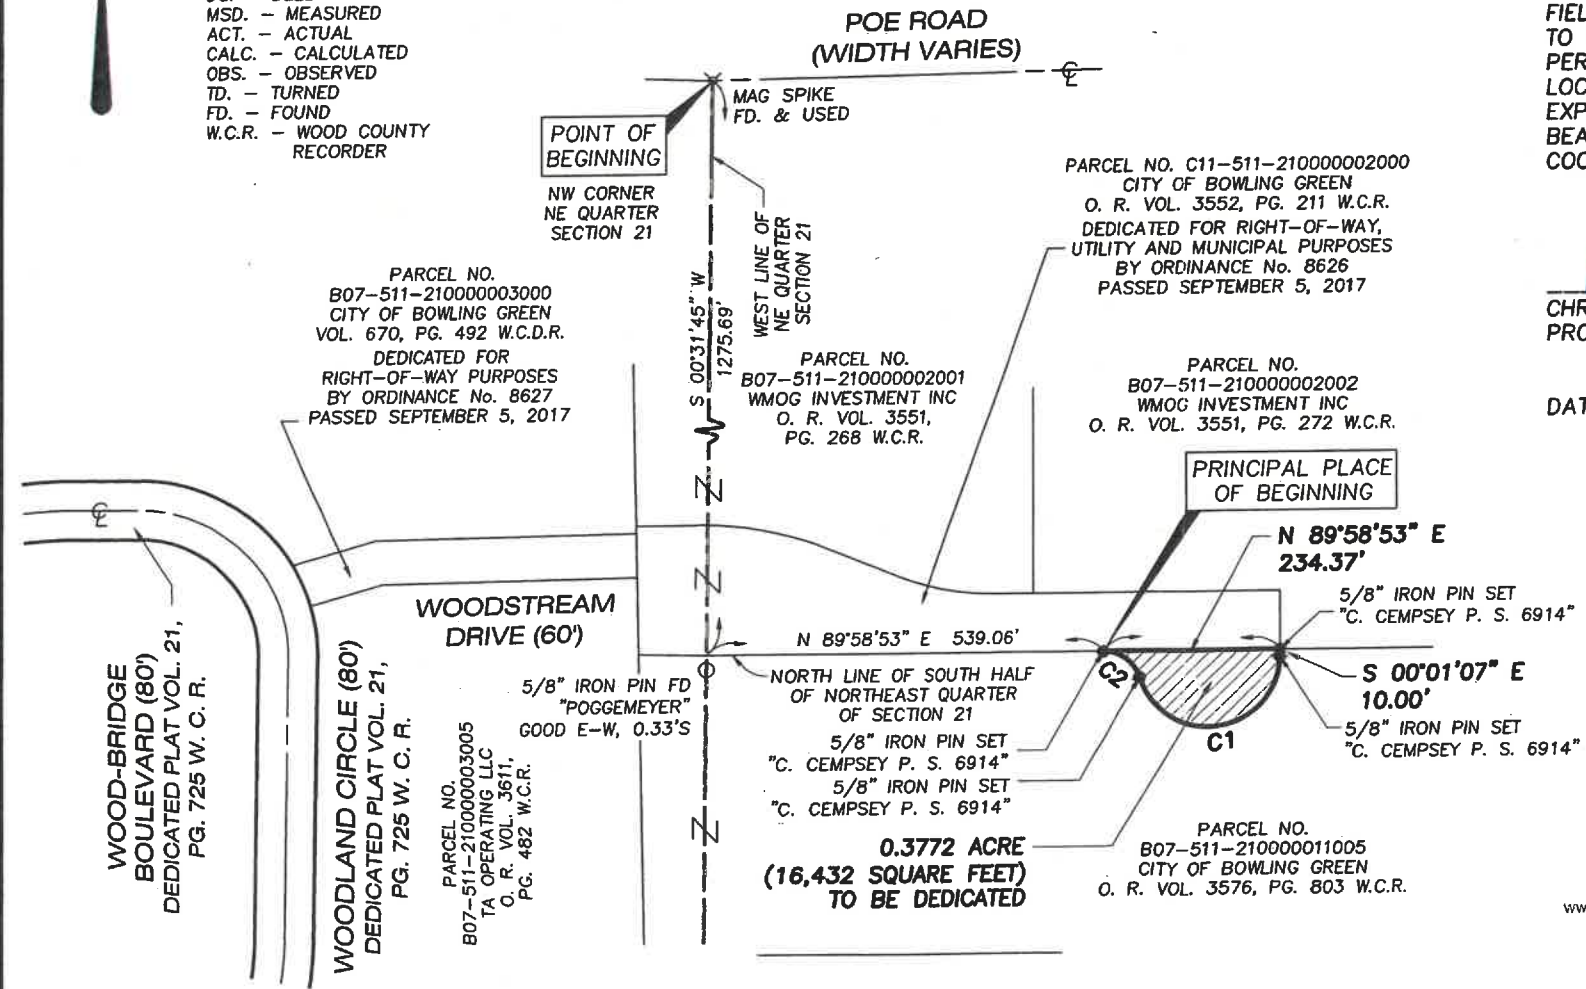 MSD. – MEASURED
ACT. – ACTUAL
CALC. – CALCULATED
OBS. – OBSERVED
TD. – TURNED
FD. – FOUND
W.C.R. – WOOD COUNTY
RECORDER
POE ROAD
(WIDTH VARIES)
℄
MAG SPIKE
FD. & USED
POINT OF
BEGINNING
NW CORNER
NE QUARTER
SECTION 21
WEST LINE OF
NE QUARTER
SECTION 21
S 00°31'45" W
1275.69'
PARCEL NO. C11–511–210000002000
CITY OF BOWLING GREEN
O. R. VOL. 3552, PG. 211 W.C.R.
DEDICATED FOR RIGHT–OF–WAY,
UTILITY AND MUNICIPAL PURPOSES
BY ORDINANCE No. 8626
PASSED SEPTEMBER 5, 2017
FIEL
TO
PER
LOC
EXP
BEA
COO
CHR
PRO
DAT
PARCEL NO.
B07–511–210000003000
CITY OF BOWLING GREEN
VOL. 670, PG. 492 W.C.D.R.
DEDICATED FOR
RIGHT–OF–WAY PURPOSES
BY ORDINANCE No. 8627
PASSED SEPTEMBER 5, 2017
PARCEL NO.
B07–511–210000002001
WMOG INVESTMENT INC
O. R. VOL. 3551,
PG. 268 W.C.R.
PARCEL NO.
B07–511–210000002002
WMOG INVESTMENT INC
O. R. VOL. 3551, PG. 272 W.C.R.
PRINCIPAL PLACE
OF BEGINNING
N 89°58'53" E
234.37'
5/8" IRON PIN SET
"C. CEMPSEY P. S. 6914"
℄
WOODSTREAM
DRIVE (60')
N 89°58'53" E 539.06'
NORTH LINE OF SOUTH HALF
OF NORTHEAST QUARTER
OF SECTION 21
C2
C1
S 00°01'07" E
10.00'
5/8" IRON PIN SET
"C. CEMPSEY P. S. 6914"
5/8" IRON PIN FD
"POGGEMEYER"
GOOD E–W, 0.33'S
5/8" IRON PIN SET
"C. CEMPSEY P. S. 6914"
5/8" IRON PIN SET
"C. CEMPSEY P. S. 6914"
WOOD-BRIDGE
BOULEVARD (80')
DEDICATED PLAT VOL. 21,
PG. 725 W. C. R.
WOODLAND CIRCLE (80')
DEDICATED PLAT VOL. 21,
PG. 725 W. C. R.
PARCEL NO.
B07–511–210000003005
TA OPERATING LLC
O. R. VOL. 3611,
PG. 482 W.C.R.
0.3772 ACRE
(16,432 SQUARE FEET)
TO BE DEDICATED
PARCEL NO.
B07–511–210000011005
CITY OF BOWLING GREEN
O. R. VOL. 3576, PG. 803 W.C.R.
ww